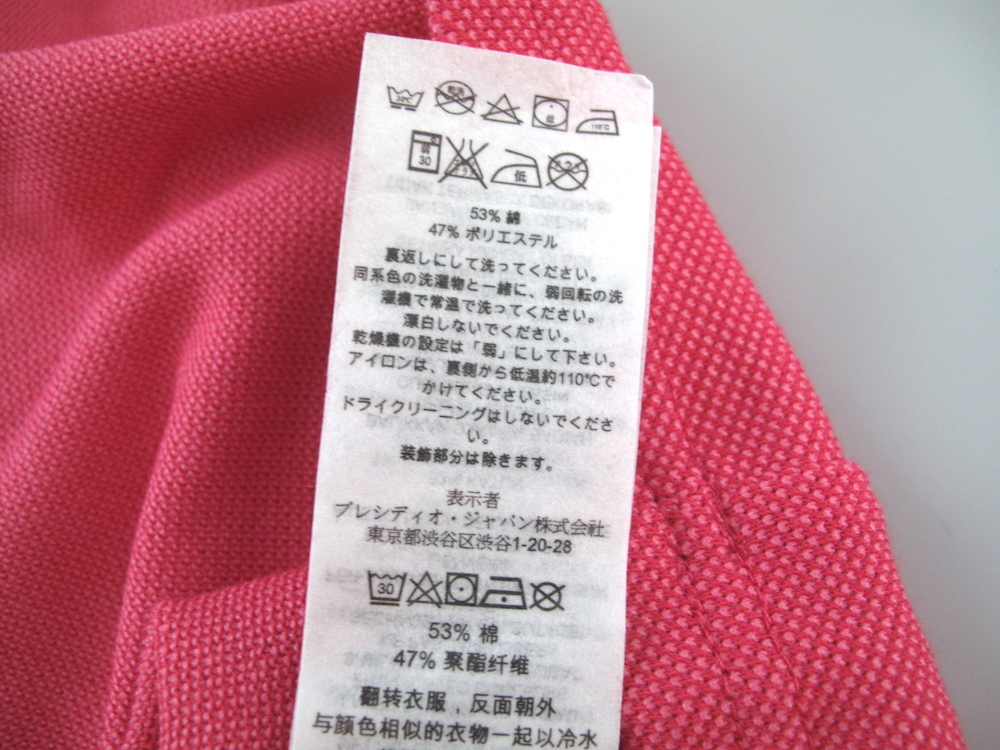 30℃ 乾洗 低 110℃
弱 30 低
53% 綿
47% ポリエステル
裏返しにして洗ってください。
同系色の洗濯物と一緒に、弱回転の洗
濯機で常温で洗ってください。
漂白しないでください。
乾燥機の設定は「弱」にして下さい。
アイロンは、裏側から低温約110℃で
かけてください。
ドライクリーニングはしないでくださ
い。
装飾部分は除きます。
表示者
プレシディオ・ジャパン株式会社
東京都渋谷区渋谷1-20-28
30
53% 棉
47% 聚酯纤维
翻转衣服，反面朝外
与颜色相似的衣物一起以冷水